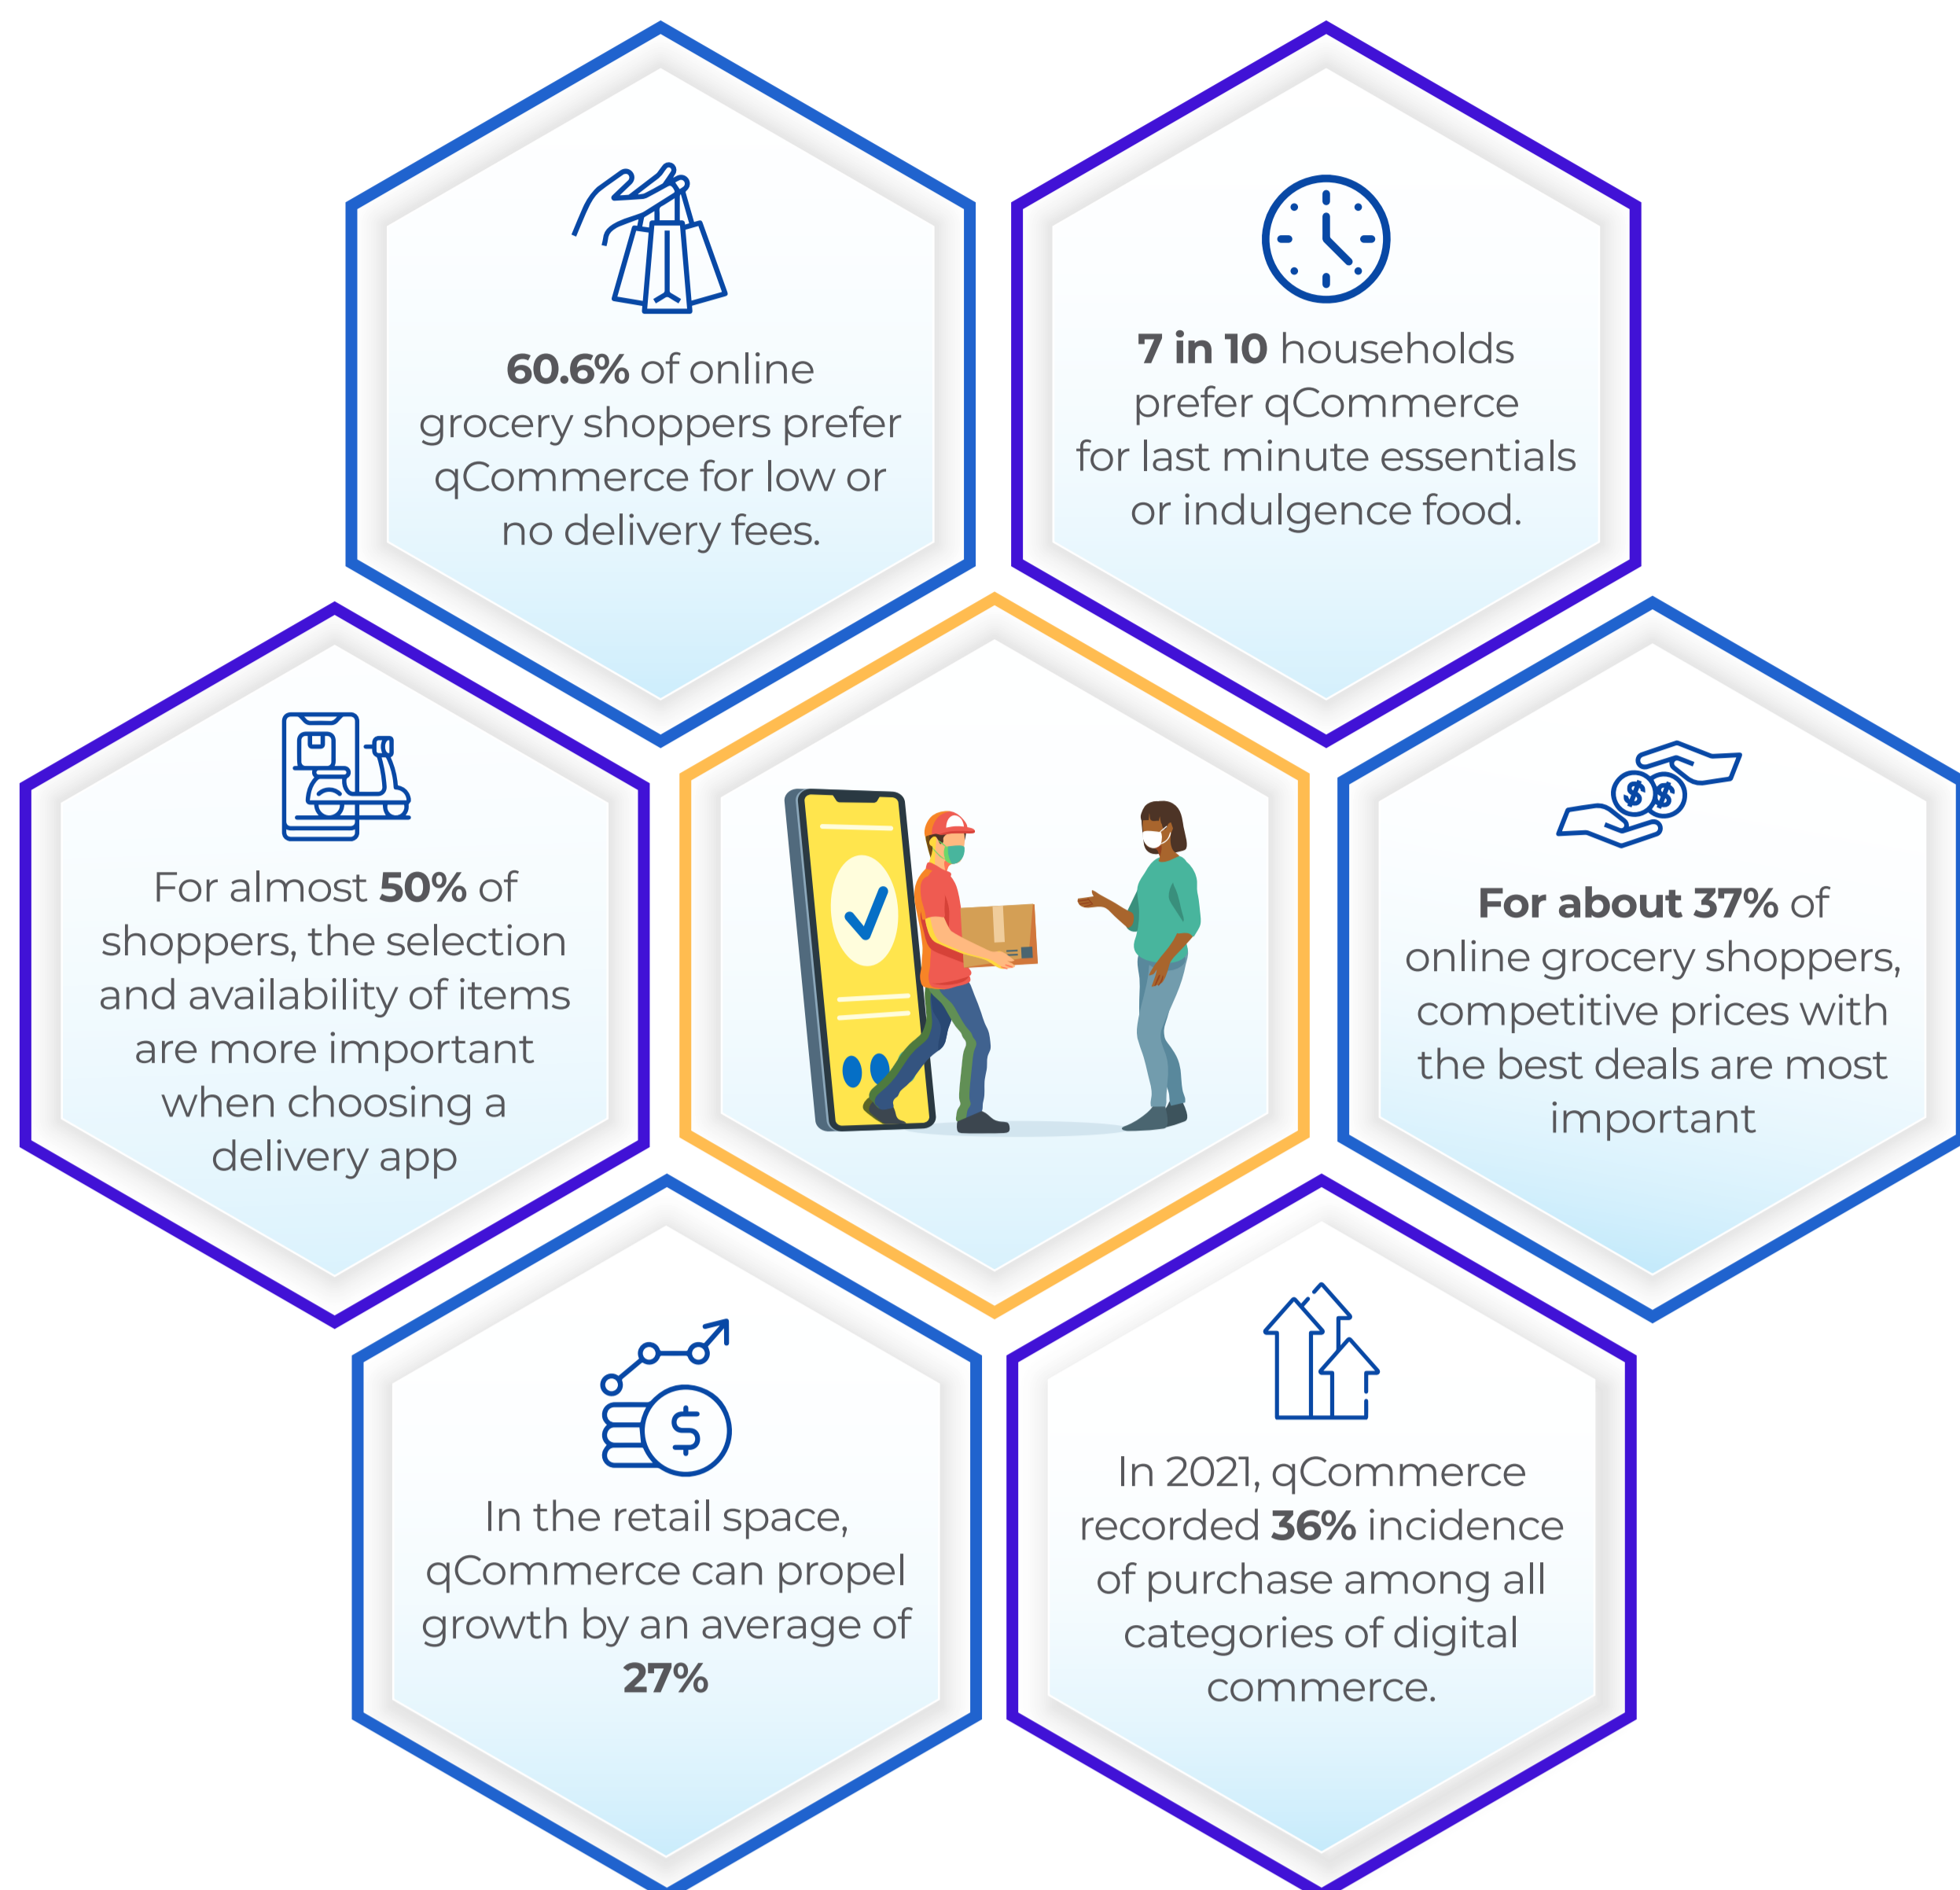 60.6% of online
grocery shoppers prefer
qCommerce for low or
no delivery fees.
7 in 10 households
prefer qCommerce
for last minute essentials
or indulgence food.
For almost 50% of
shoppers, the selection
and availability of items
are more important
when choosing a
delivery app
$ $
For about 37% of
online grocery shoppers,
competitive prices with
the best deals are most
important
$
In the retail space,
qCommerce can propel
growth by an average of
27%
In 2021, qCommerce
recorded 36% incidence
of purchase among all
categories of digital
commerce.